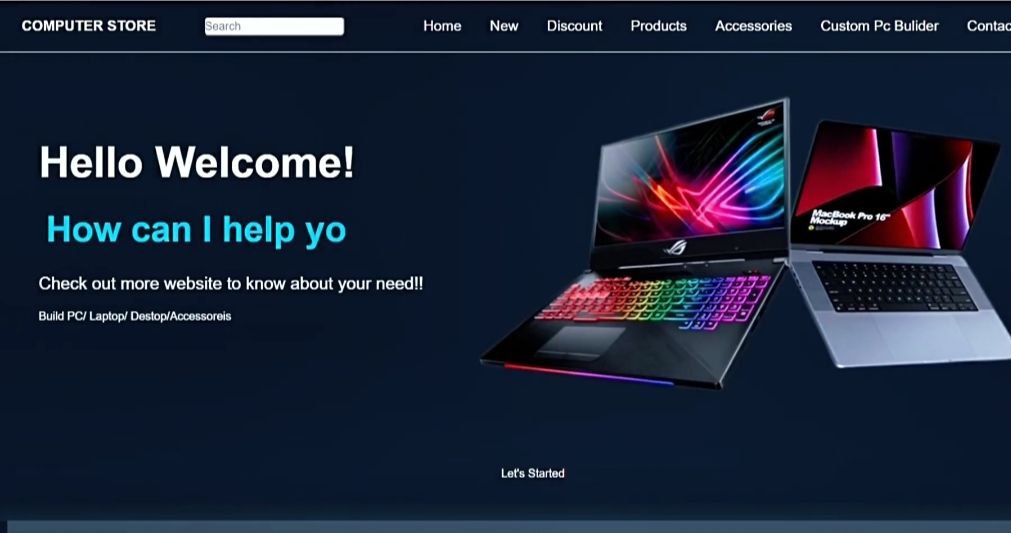 COMPUTER STORE Search Home New Discount Products Accessories Custom Pc Bulider Contac
Hello Welcome!
How can I help yo
Check out more website to know about your need!!
Build PC/ Laptop/ Destop/Accessoreis
MacBook Pro 16"
Mockup
Let's Started